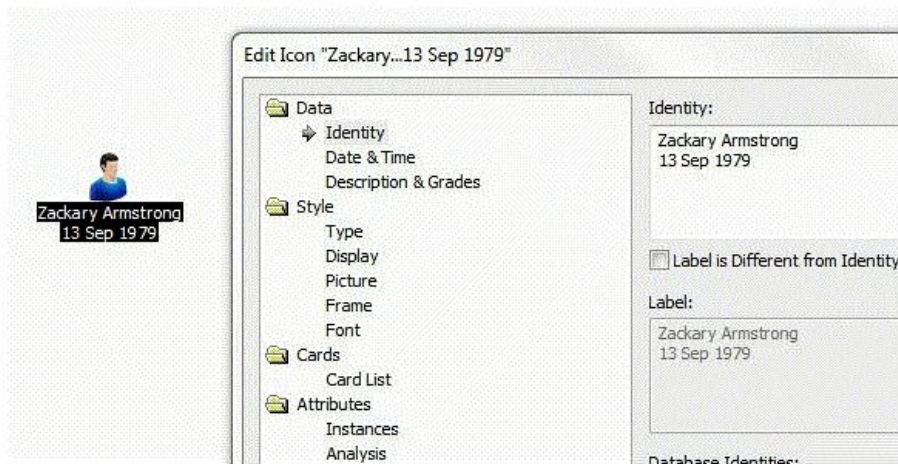 Edit Icon "Zackary...13 Sep 1979"
Zackary Armstrong
13 Sep 1979
Data
Identity
Date & Time
Description & Grades
Style
Type
Display
Picture
Frame
Font
Cards
Card List
Attributes
Instances
Analysis
Identity:
Zackary Armstrong
13 Sep 1979
Label is Different from Identity
Label:
Zackary Armstrong
13 Sep 1979
Database Identities: